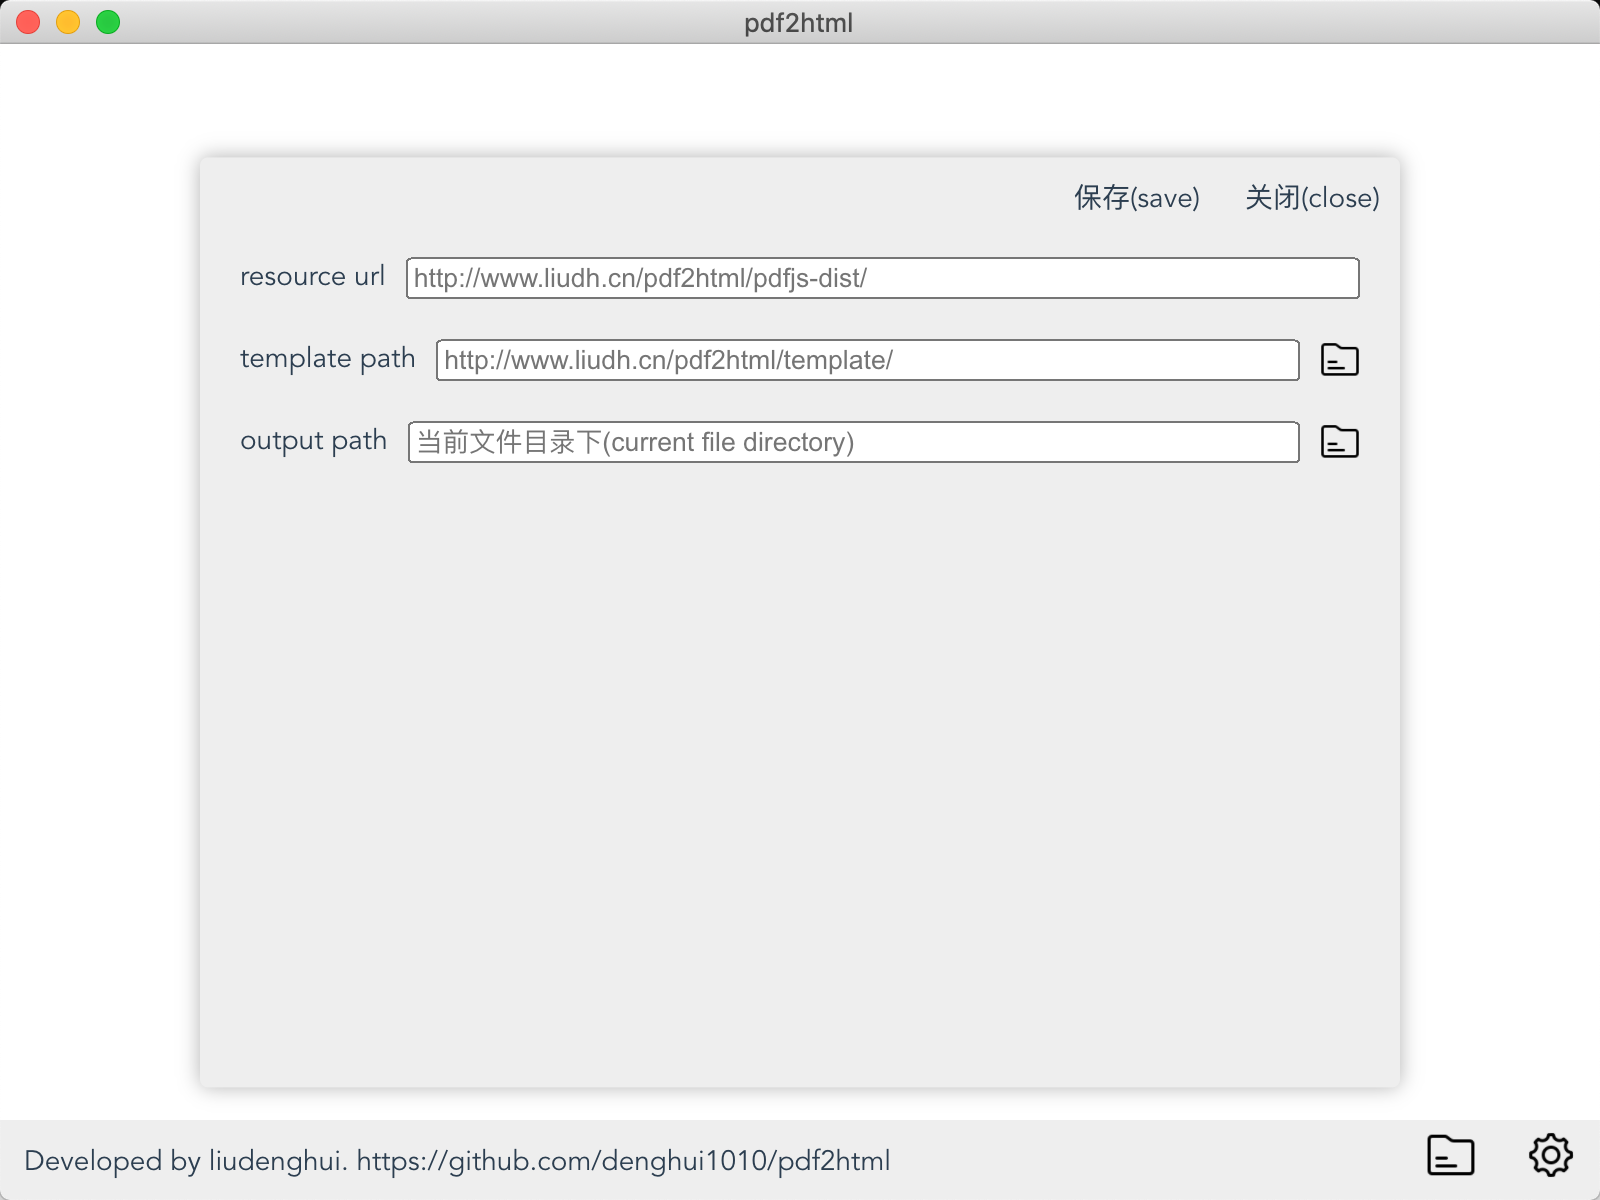 pdf2html
保存(save) 关闭(close)
resource url http://www.liudh.cn/pdf2html/pdfjs-dist/
template path http://www.liudh.cn/pdf2html/template/
output path 当前文件目录下(current file directory)
Developed by liudenghui. https://github.com/denghui1010/pdf2html